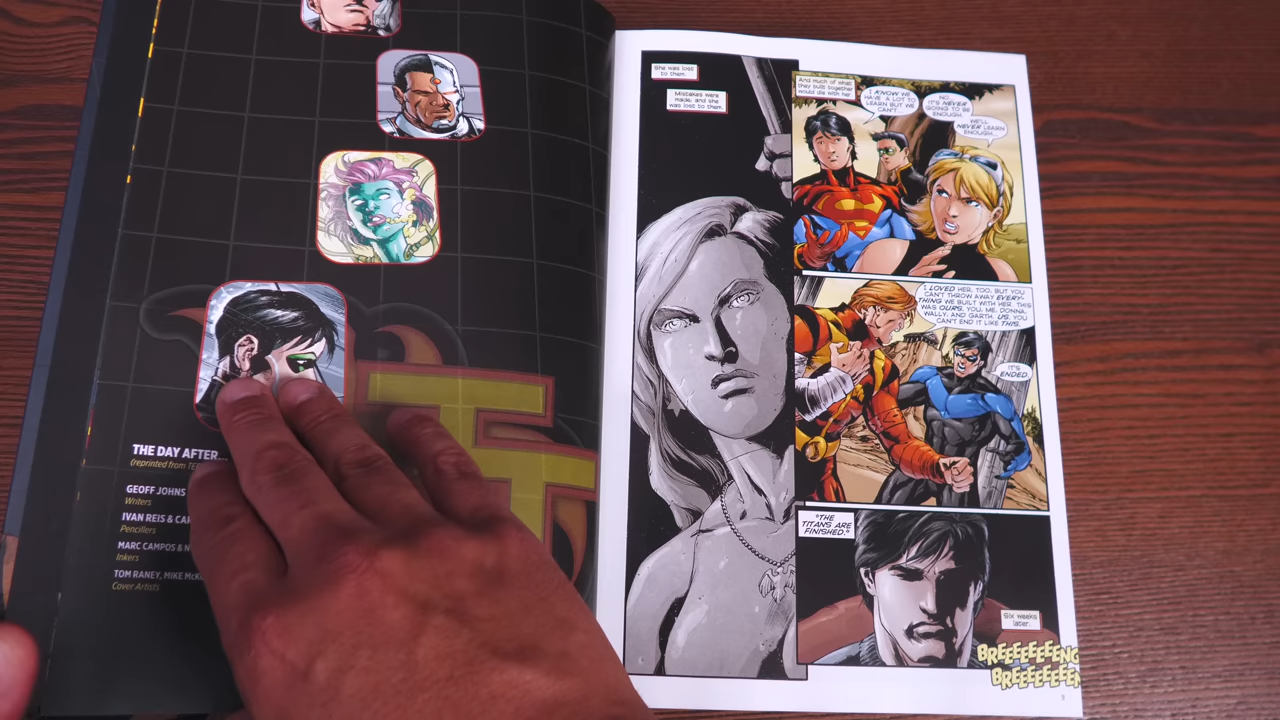 THE DAY AFTER...
(reprinted from
GEOFF JOHNS
Writers
IVAN REIS &
Pencillers
MARC CAMPOS &
Inkers
TOM RANEY, MIKE
Cover Artists
She was lost
to them.
Mistakes were
made, and she
was lost to them.
And much of what
they built together
would die with her.
I KNOW WE
HAVE A LOT TO
LEARN BUT WE
CAN'T--
NO...
IT'S NEVER
GOING TO BE
ENOUGH.
WE'LL
NEVER LEARN
ENOUGH...
I LOVED HER, TOO, BUT YOU
CAN'T THROW AWAY EVERY-
THING WE BUILT WITH HER. THIS
WAS OURS. YOU, ME, DONNA,
WALLY, AND GARTH. US. YOU
CAN'T END IT LIKE THIS.
IT'S
ENDED.
"THE
TITANS ARE
FINISHED."
Six weeks
later.
BREEEEEEENG
BREEEEEEEN
9